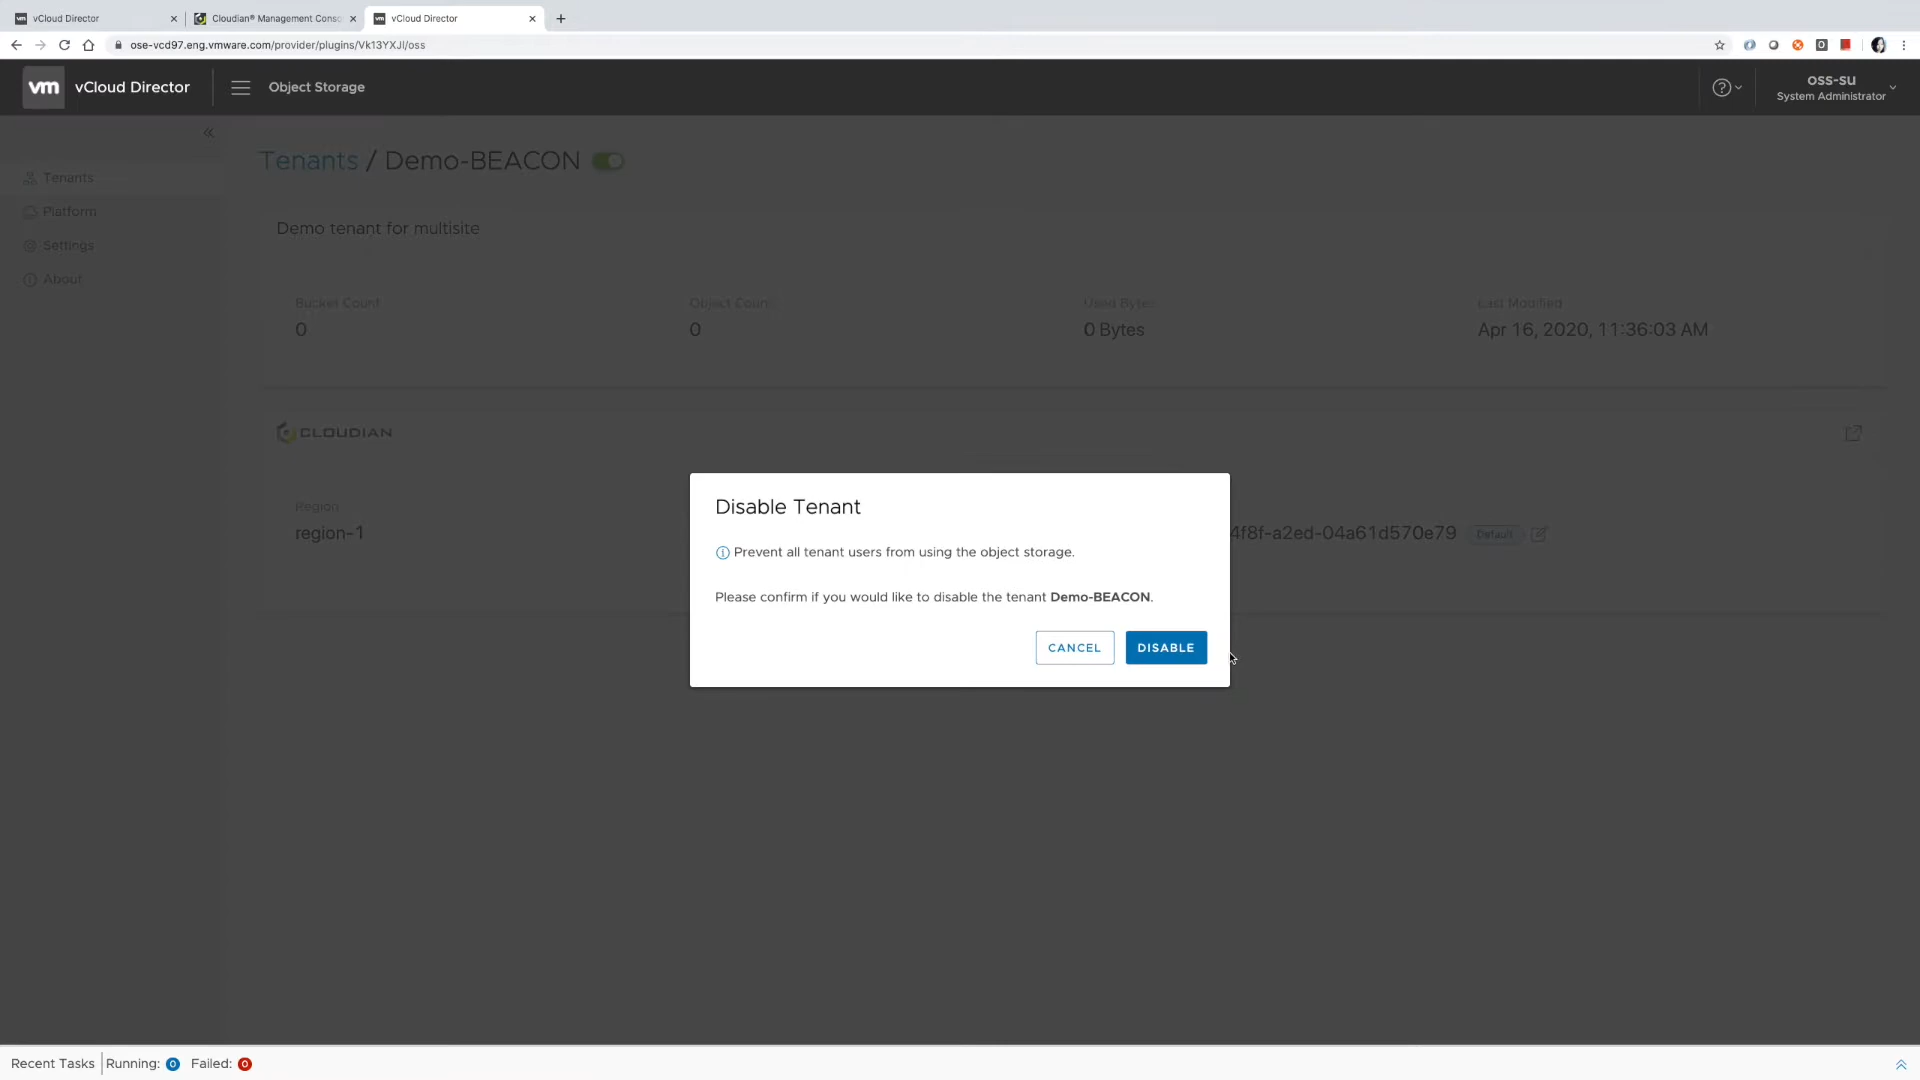 vCloud Director
Cloudian® Management Conso
vCloud Director
ose-vcd97.eng.vmware.com/provider/plugins/Vk13YXJl/oss
vm
vCloud Director
Object Storage
oss-su
System Administrator
Tenants / Demo-BEACON
Tenants
Platform
Settings
About
Demo tenant for multisite
Bucket Count
Object Count
Used Bytes
Last Modified
0
0
0 Bytes
Apr 16, 2020, 11:36:03 AM
CLOUDIAN
Region
region-1
4f8f-a2ed-04a61d570e79
Default
Disable Tenant
Prevent all tenant users from using the object storage.
Please confirm if you would like to disable the tenant Demo-BEACON.
CANCEL
DISABLE
Recent Tasks
Running: 0
Failed: 0